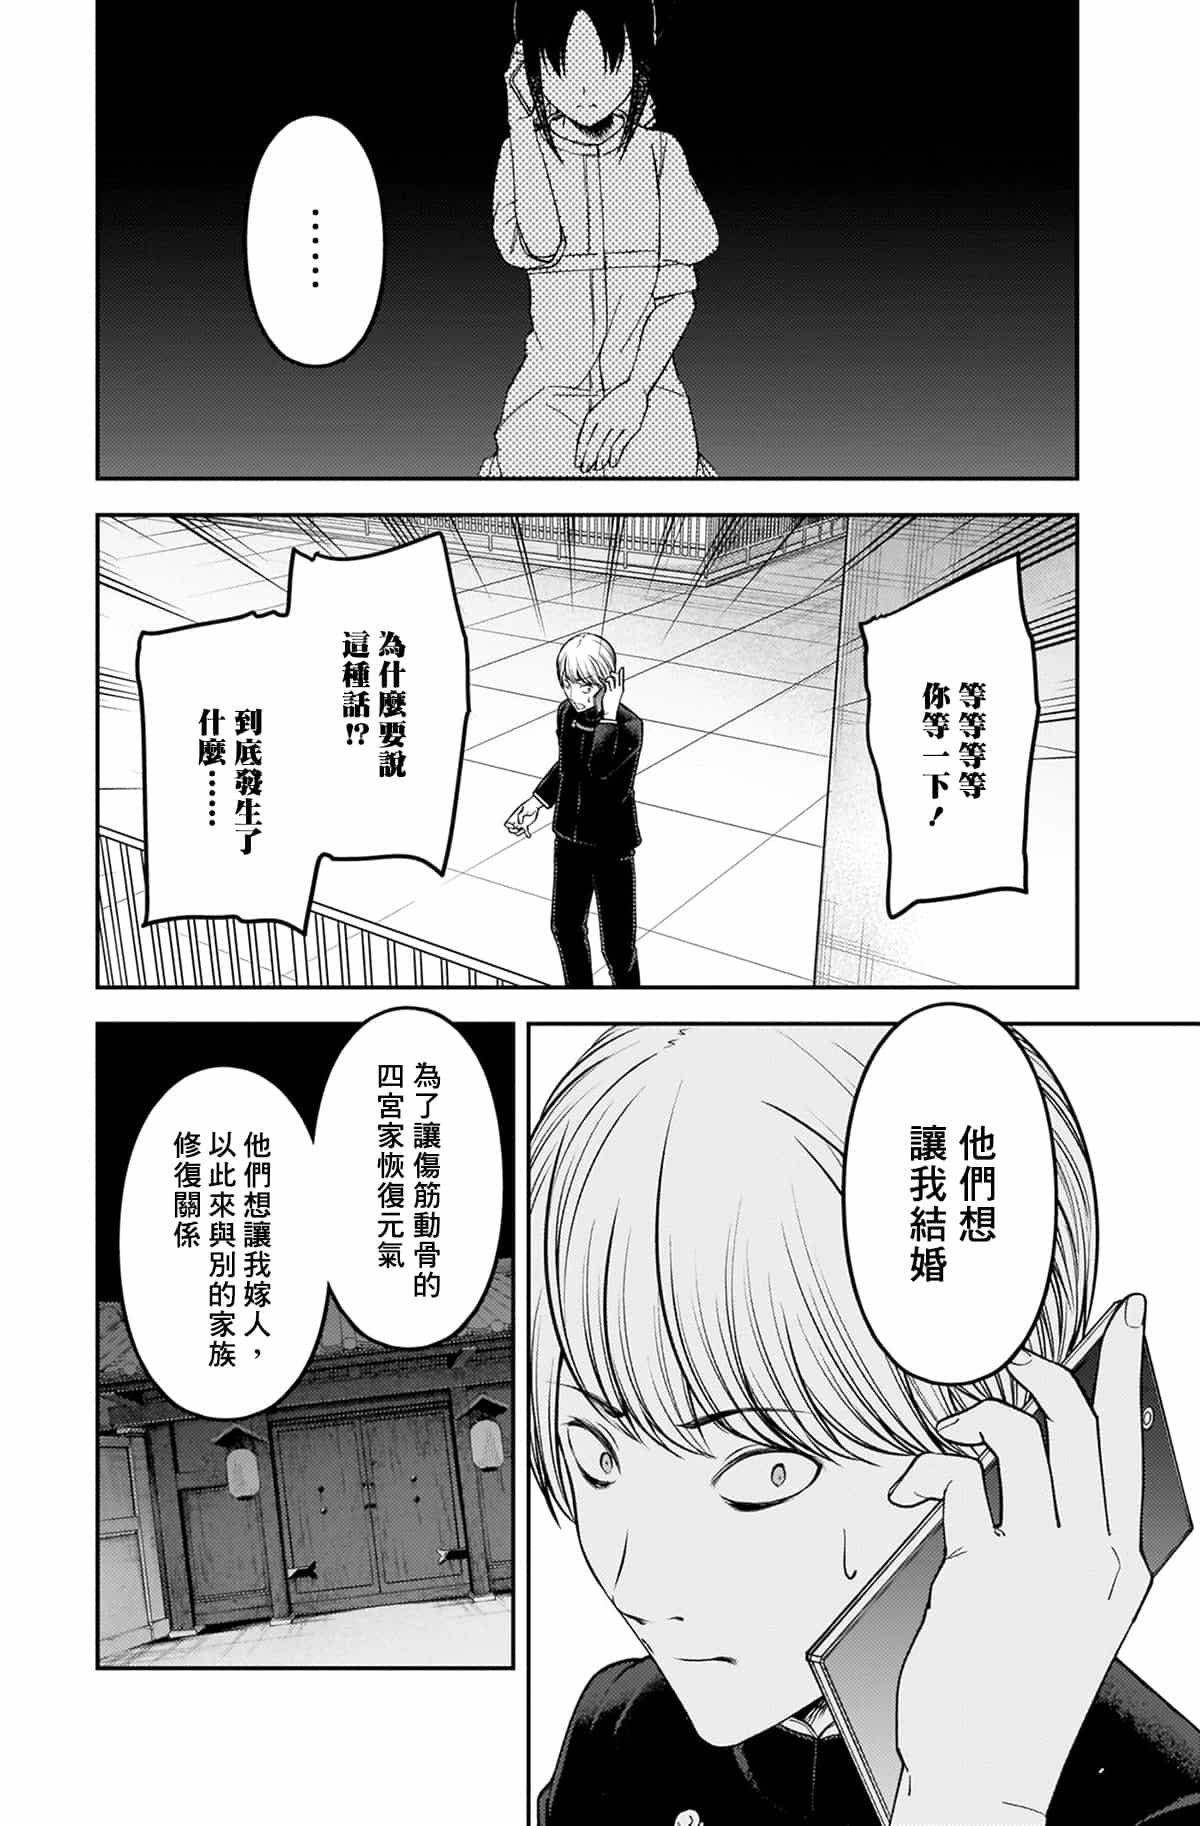 ……
等等等等
你等一下！
為什麼要說
這種話!?
到底發生了
什麼……
他們想
讓我結婚
為了讓傷筋動骨的
四宮家恢復元氣
他們想讓我嫁人，
以此來與別的家族
修復關係